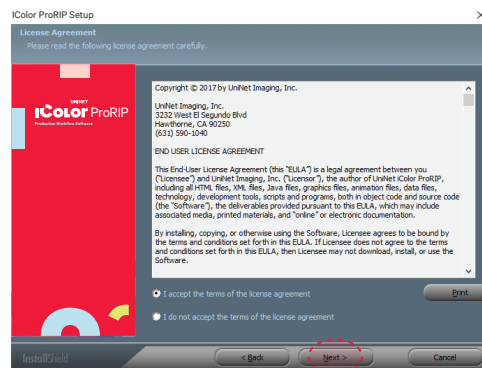 IColor ProRIP Setup
License Agreement
Please read the following license agreement carefully.
UNINET
IColor ProRIP
Production Workflow Software
Copyright © 2017 by UniNet Imaging, Inc.
UniNet Imaging, Inc.
3232 West El Segundo Blvd
Hawthorne, CA 90250
(631) 590-1040
END USER LICENSE AGREEMENT
This End-User License Agreement (this "EULA") is a legal agreement between you
("Licensee") and UniNet Imaging, Inc. ("Licensor"), the author of UniNet iColor ProRIP,
including all HTML files, XML files, Java files, graphics files, animation files, data files,
technology, development tools, scripts and programs, both in object code and source code
(the "Software"), the deliverables provided pursuant to this EULA, which may include
associated media, printed materials, and "online" or electronic documentation.
By installing, copying, or otherwise using the Software, Licensee agrees to be bound by
the terms and conditions set forth in this EULA. If Licensee does not agree to the terms
and conditions set forth in this EULA, then Licensee may not download, install, or use the
Software.
I accept the terms of the license agreement
Print
I do not accept the terms of the license agreement
InstallShield
< Back
Next >
Cancel